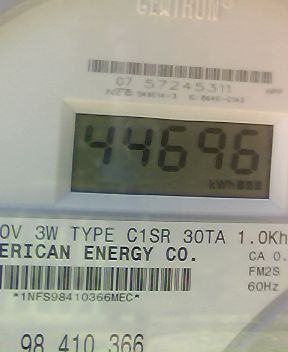 GENTRON®
07 57245311
44696
kWh
0V 3W TYPE C1SR 30TA 1.0Kh
ERICAN ENERGY CO.
CA 0.
FM2S
60Hz
*1NFS98410366MEC*
98 410 366